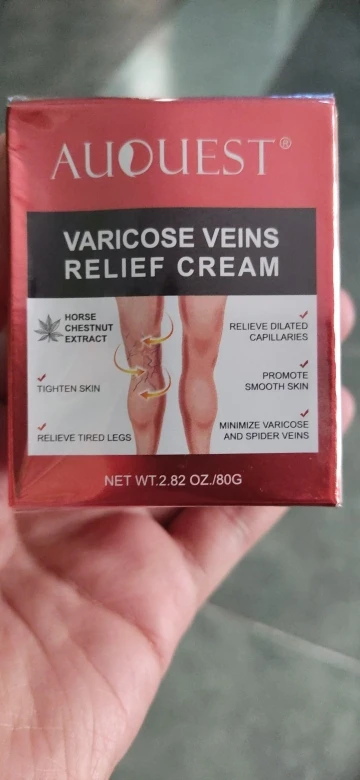 AUQUEST®
VARICOSE VEINS
RELIEF CREAM
HORSE
CHESTNUT
EXTRACT
TIGHTEN SKIN
RELIEVE TIRED LEGS
RELIEVE DILATED
CAPILLARIES
PROMOTE
SMOOTH SKIN
MINIMIZE VARICOSE
AND SPIDER VEINS
NET WT.2.82 OZ./80G